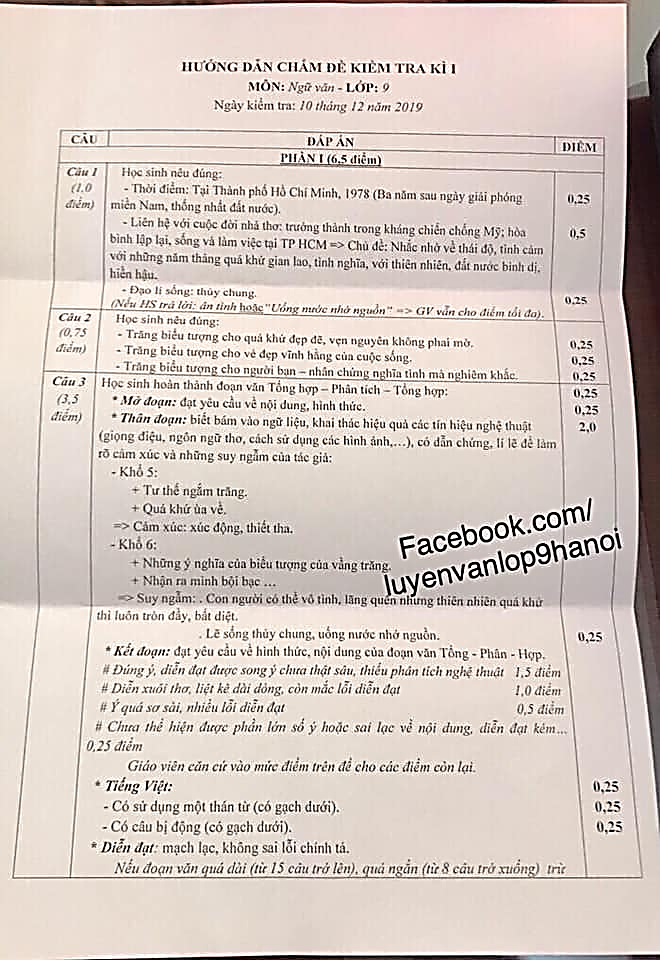 HƯỚNG DẪN CHẤM ĐỀ KIỂM TRA KÌ I
MÔN: Ngữ văn - LỚP: 9
Ngày kiểm tra: 10 tháng 12 năm 2019
CÂU ĐÁP ÁN ĐIỂM
PHẦN I (6,5 điểm)
Câu 1 Học sinh nêu đúng:
(1,0 - Thời điểm: Tại Thành phố Hồ Chí Minh, 1978 (Ba năm sau ngày giải phóng 0,25
điểm) miền Nam, thống nhất đất nước).
- Liên hệ với cuộc đời nhà thơ: trưởng thành trong kháng chiến chống Mỹ; hòa 0,5
bình lập lại, sống và làm việc tại TP HCM => Chủ đề: Nhắc nhở về thái độ, tình cảm
với những năm tháng quá khứ gian lao, tình nghĩa, với thiên nhiên, đất nước bình dị,
hiền hậu.
- Đạo lí sống: thủy chung. 0,25
(Nếu HS trả lời: ân tình hoặc "Uống nước nhớ nguồn" => GV vẫn cho điểm tối đa).
Câu 2 Học sinh nêu đúng:
(0,75 - Trăng biểu tượng cho quá khứ đẹp đẽ, vẹn nguyên không phai mờ. 0,25
điểm) - Trăng biểu tượng cho vẻ đẹp vĩnh hằng của cuộc sống. 0,25
- Trăng biểu tượng cho người bạn – nhân chứng nghĩa tình mà nghiêm khắc. 0,25
Câu 3 Học sinh hoàn thành đoạn văn Tổng hợp – Phân tích – Tổng hợp: 0,25
(3,5 * Mở đoạn: đạt yêu cầu về nội dung, hình thức. 0,25
điểm) * Thân đoạn: biết bám vào ngữ liệu, khai thác hiệu quả các tín hiệu nghệ thuật 2,0
(giọng điệu, ngôn ngữ thơ, cách sử dụng các hình ảnh,...), có dẫn chứng, lí lẽ để làm
rõ cảm xúc và những suy ngẫm của tác giả:
- Khổ 5:
+ Tư thế ngắm trăng.
+ Quá khứ ùa về.
=> Cảm xúc: xúc động, thiết tha.
- Khổ 6:
+ Những ý nghĩa của biểu tượng của vầng trăng.
+ Nhận ra mình bội bạc ...
=> Suy ngẫm: . Con người có thể vô tình, lãng quên nhưng thiên nhiên quá khứ
thì luôn tròn đầy, bất diệt.
. Lẽ sống thủy chung, uống nước nhớ nguồn. 0,25
* Kết đoạn: đạt yêu cầu về hình thức, nội dung của đoạn văn Tổng - Phân - Hợp.
# Đúng ý, diễn đạt được song ý chưa thật sâu, thiếu phân tích nghệ thuật 1,5 điểm
# Diễn xuôi thơ, liệt kê dài dòng, còn mắc lỗi diễn đạt 1,0 điểm
# Ý quá sơ sài, nhiều lỗi diễn đạt 0,5 điểm
# Chưa thể hiện được phần lớn số ý hoặc sai lạc về nội dung, diễn đạt kém...
0,25 điểm
Giáo viên căn cứ vào mức điểm trên để cho các điểm còn lại.
* Tiếng Việt: 0,25
- Có sử dụng một thán từ (có gạch dưới). 0,25
- Có câu bị động (có gạch dưới). 0,25
* Diễn đạt: mạch lạc, không sai lỗi chính tả.
Nếu đoạn văn quá dài (từ 15 câu trở lên), quá ngắn (từ 8 câu trở xuống) trừ
Facebook.com/
luyenvanlop9hanoi